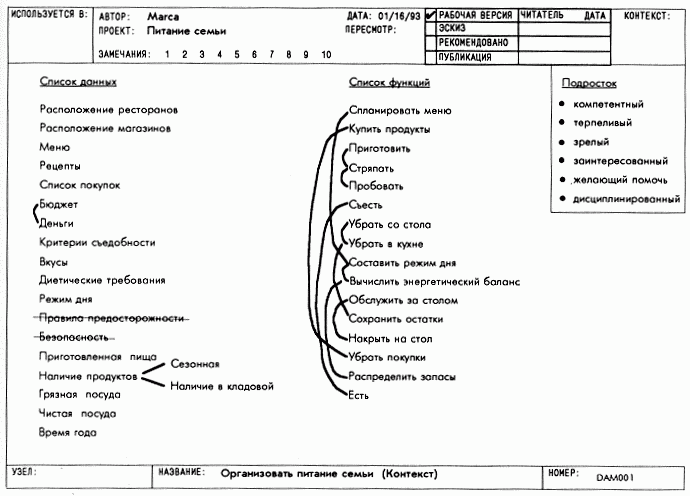 ИСПОЛЬЗУЕТСЯ В:
АВТОР: Marca
ДАТА: 01/16/93
ПРОЕКТ: Питание семьи
ПЕРЕСМОТР:
ЗАМЕЧАНИЯ: 1 2 3 4 5 6 7 8 9 10
РАБОЧАЯ ВЕРСИЯ
ЭСКИЗ
РЕКОМЕНДОВАНО
ПУБЛИКАЦИЯ
ЧИТАТЕЛЬ ДАТА
КОНТЕКСТ:
Список данных
Расположение ресторанов
Расположение магазинов
Меню
Рецепты
Список покупок
Бюджет
Деньги
Критерии съедобности
Вкусы
Диетические требования
Режим дня
Правила предосторожности
Безопасность
Приготовленная пища
Наличие продуктов
Сезонная
Наличие в кладовой
Грязная посуда
Чистая посуда
Время года
Список функций
Спланировать меню
Купить продукты
Приготовить
Стряпать
Пробовать
Съесть
Убрать со стола
Убрать в кухне
Составить режим дня
Вычислить энергетический баланс
Обслужить за столом
Сохранить остатки
Накрыть на стол
Убрать покупки
Распределить запасы
Есть
Подросток
• компетентный
• терпеливый
• зрелый
• заинтересованный
• желающий помочь
• дисциплинированный
УЗЕЛ:
НАЗВАНИЕ: Организовать питание семьи (Контекст)
НОМЕР: DAM001